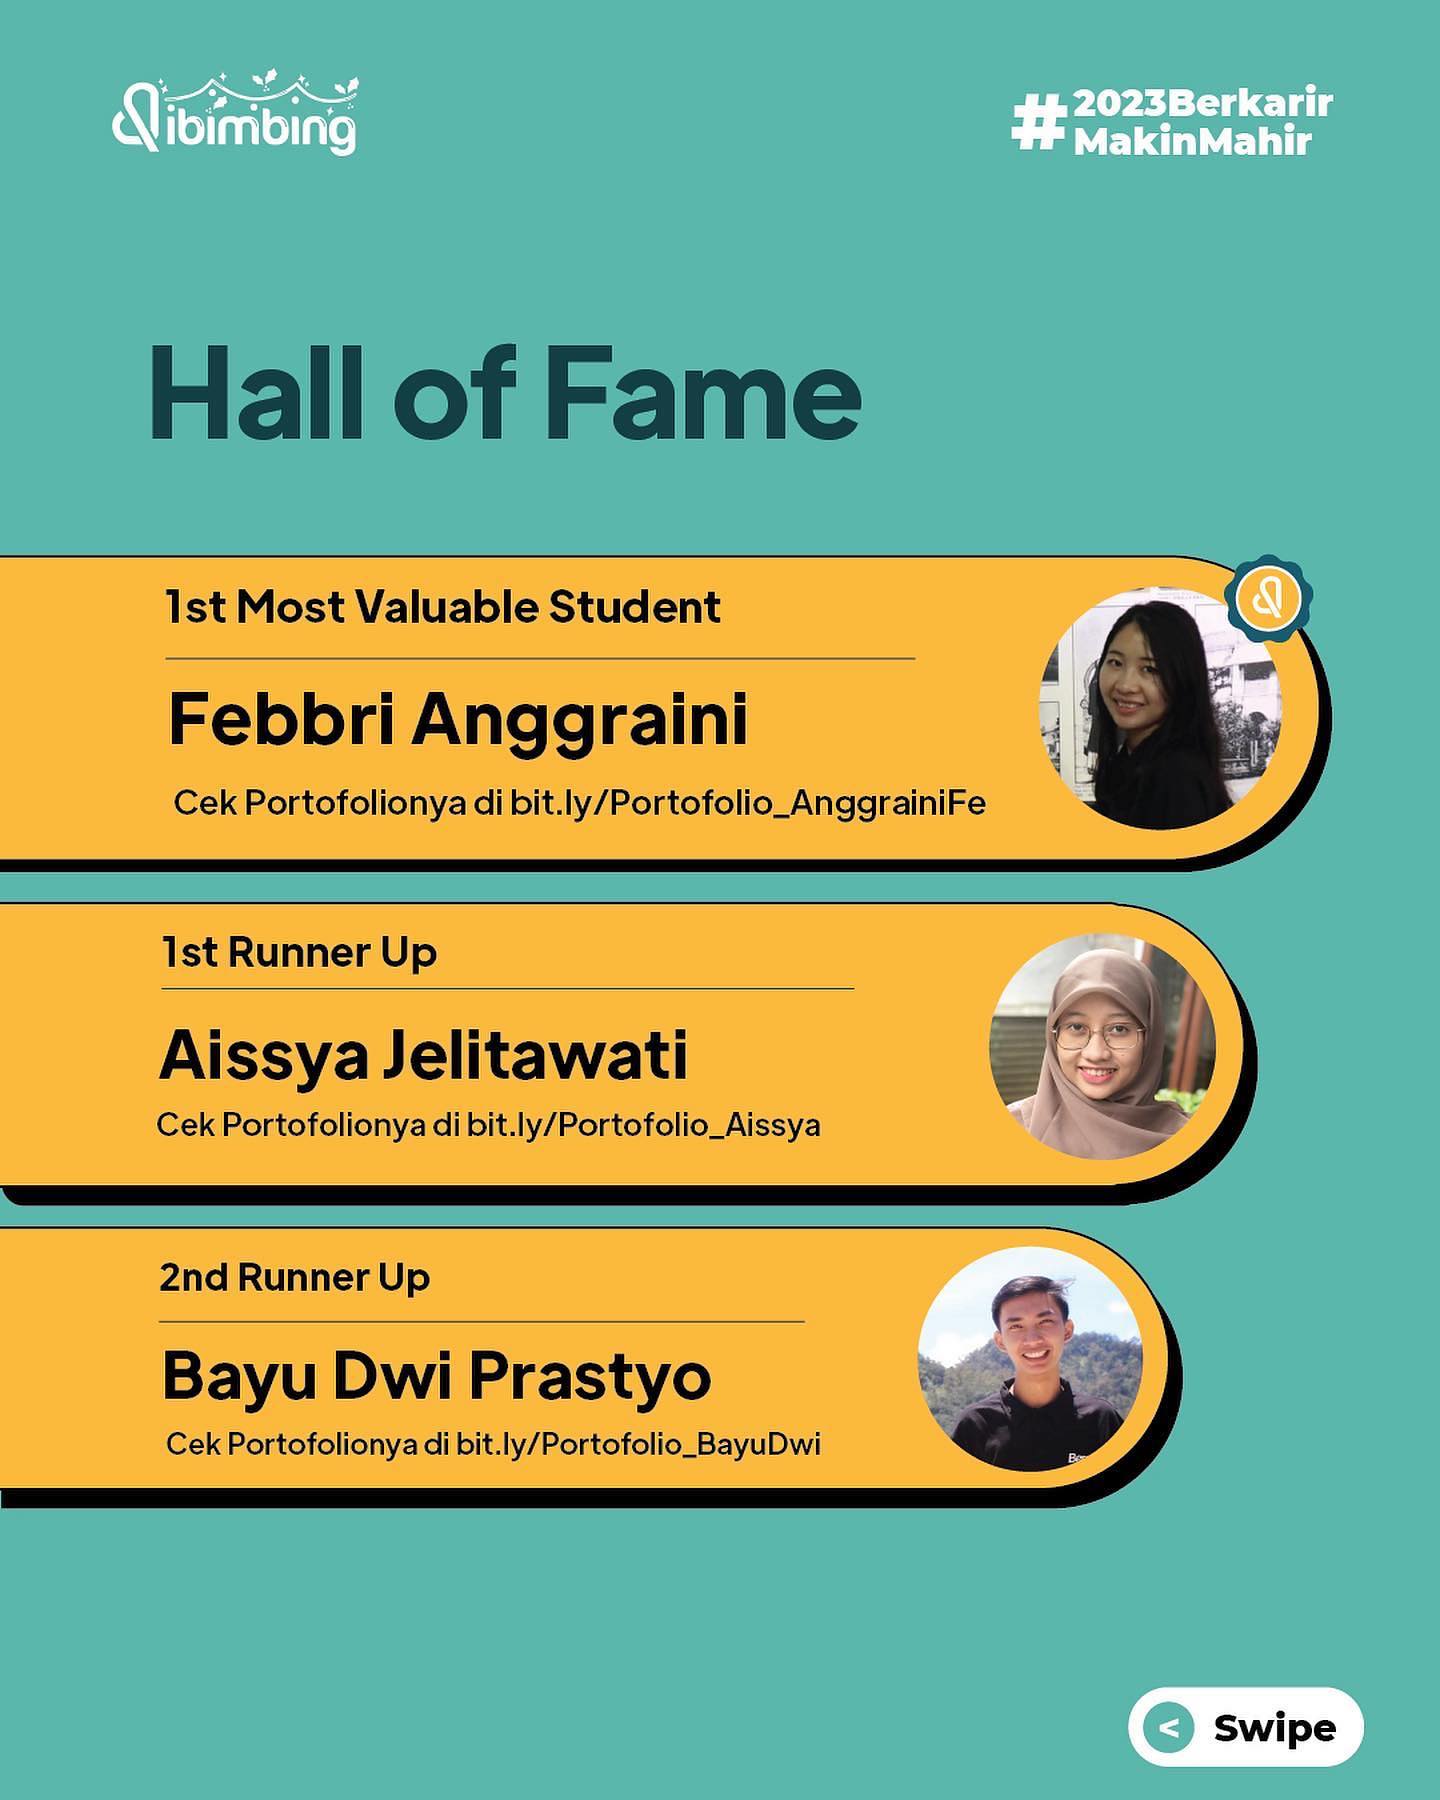 dibimbing
#2023Berkarir
MakinMahir
Hall of Fame
1st Most Valuable Student
Febbri Anggraini
Cek Portofolionya di bit.ly/Portofolio_AnggrainiFe
1st Runner Up
Aissya Jelitawati
Cek Portofolionya di bit.ly/Portofolio_Aissya
2nd Runner Up
Bayu Dwi Prastyo
Cek Portofolionya di bit.ly/Portofolio_BayuDwi
< Swipe